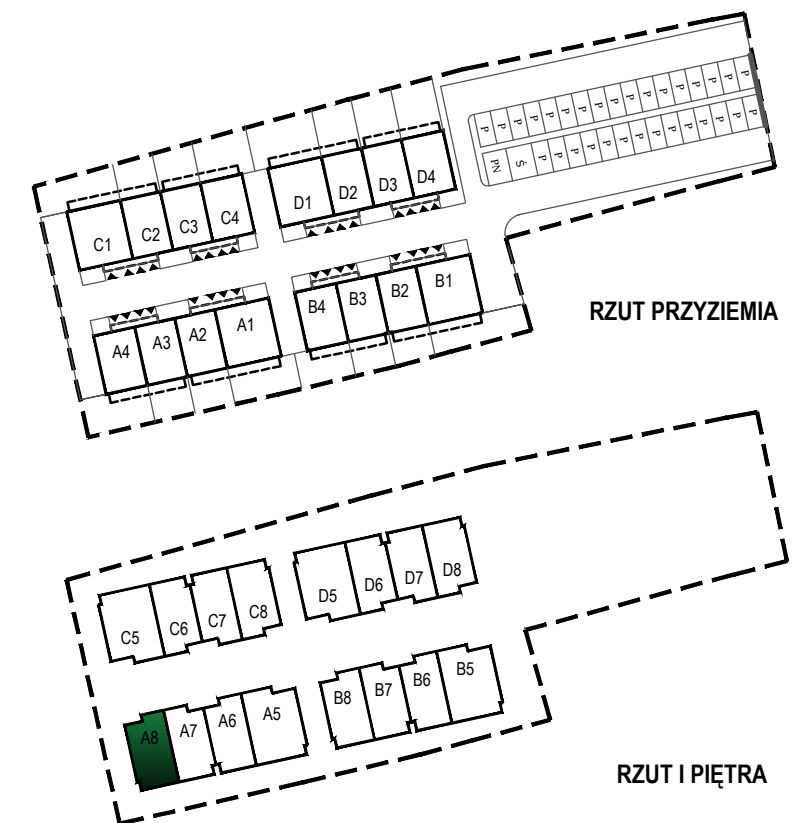 P P P P P P P P P P P P P P P P P
PN Ś P P P P P P P P P P P P P P
D1 D2 D3 D4
C1 C2 C3 C4
B4 B3 B2 B1
A4 A3 A2 A1
RZUT PRZYZIEMIA
D5 D6 D7 D8
C5 C6 C7 C8
B8 B7 B6 B5
A8 A7 A6 A5
RZUT I PIĘTRA